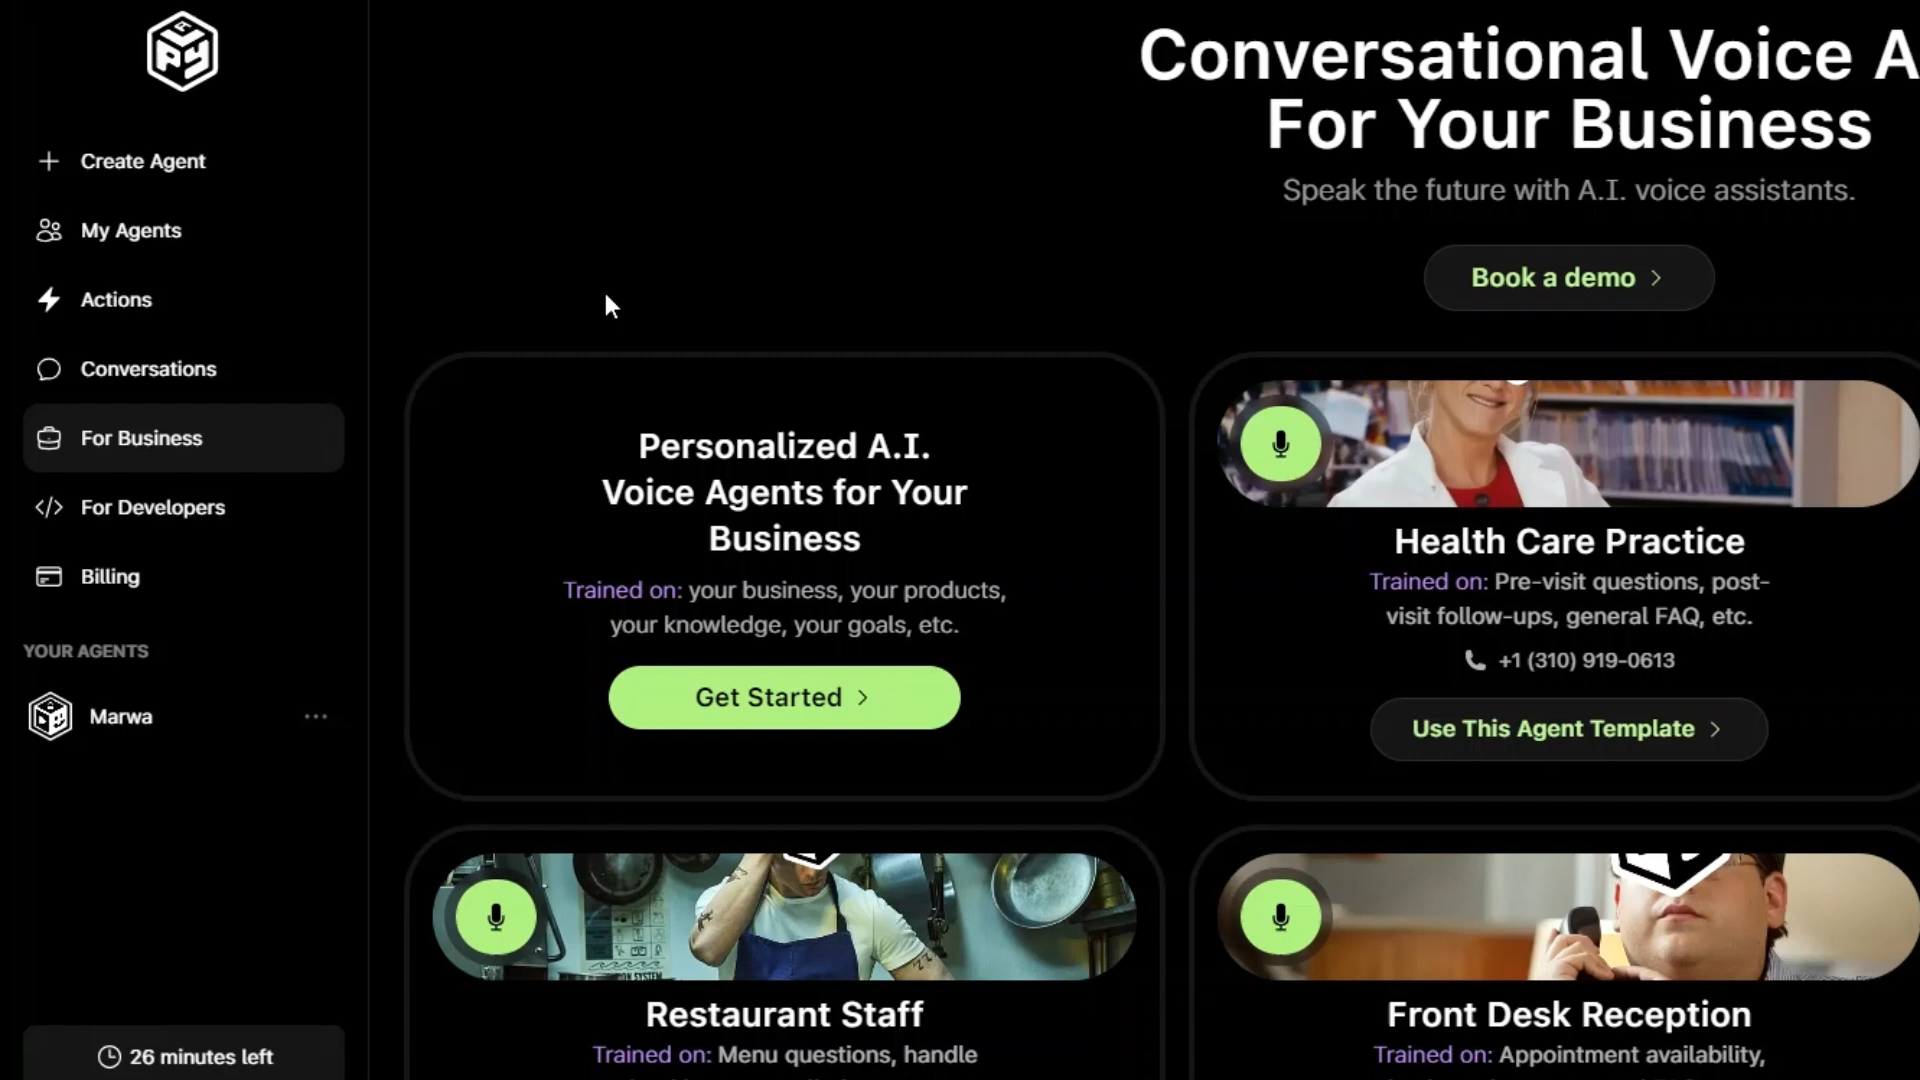 Create Agent
My Agents
Actions
Conversations
For Business
For Developers
Billing
YOUR AGENTS
Marwa
26 minutes left
Conversational Voice A
For Your Business
Speak the future with A.I. voice assistants.
Book a demo
Personalized A.I.
Voice Agents for Your
Business
Trained on: your business, your products,
your knowledge, your goals, etc.
Get Started
Health Care Practice
Trained on: Pre-visit questions, post-
visit follow-ups, general FAQ, etc.
+1 (310) 919-0613
Use This Agent Template
Restaurant Staff
Trained on: Menu questions, handle
Front Desk Reception
Trained on: Appointment availability,